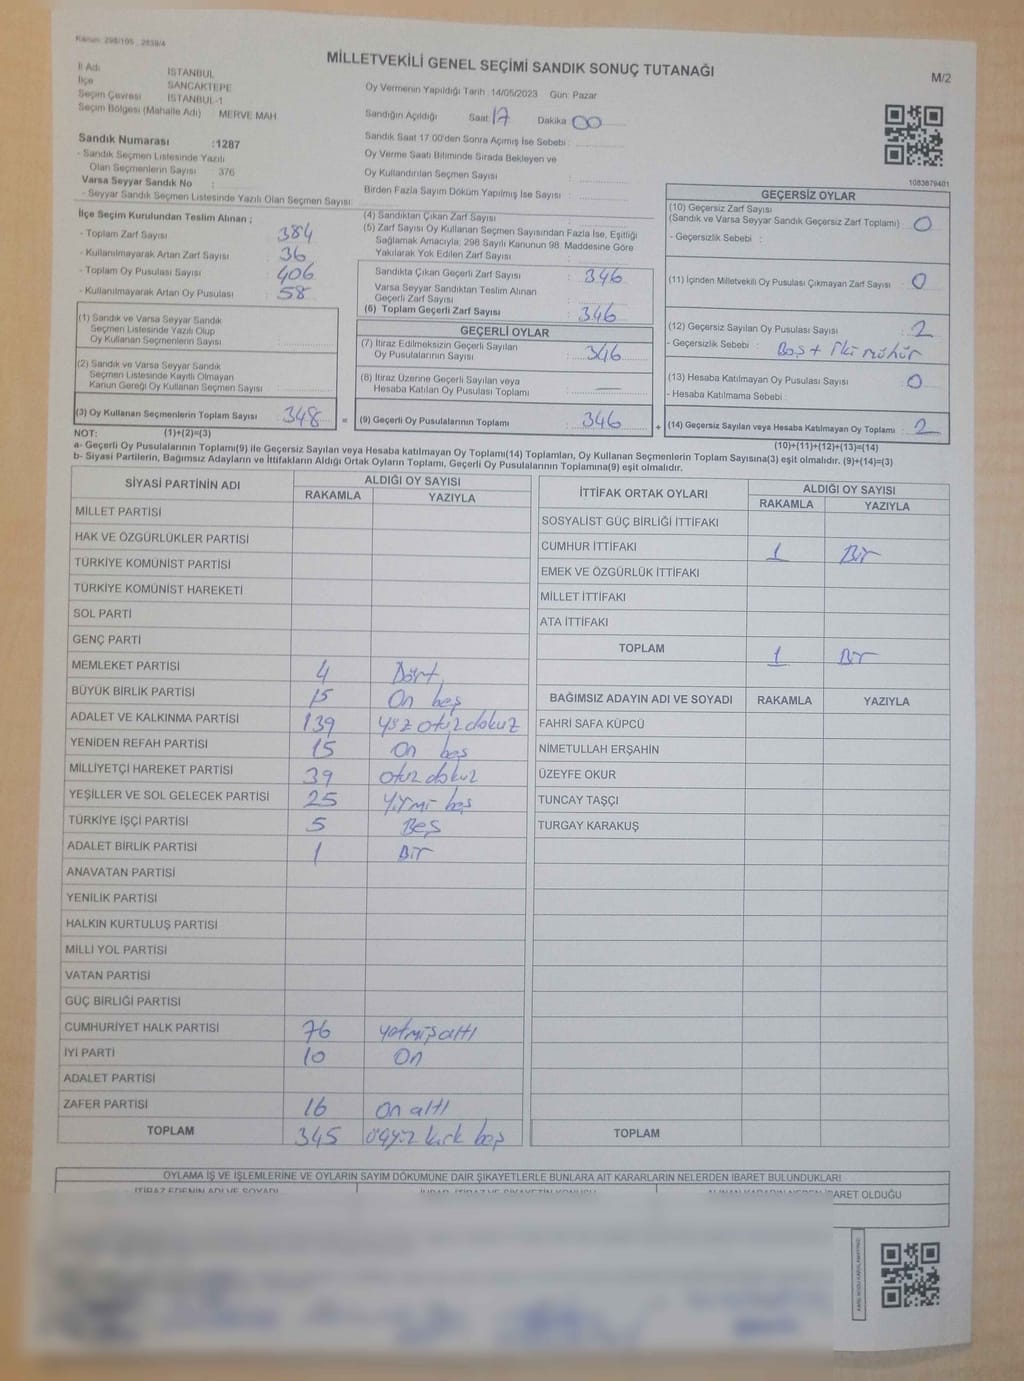 Kanun: 298/105 , 2839/4
MİLLETVEKİLİ GENEL SEÇİMİ SANDIK SONUÇ TUTANAĞI
M/2
İl Adı İSTANBUL
İlçe SANCAKTEPE
Seçim Çevresi İSTANBUL-1
Seçim Bölgesi (Mahalle Adı) MERVE MAH.
Sandık Numarası :1287
- Sandık Seçmen Listesinde Yazılı
Olan Seçmenlerin Sayısı : 376
Varsa Seyyar Sandık No :
- Seyyar Sandık Seçmen Listesinde Yazılı Olan Seçmen Sayısı:
Oy Vermenin Yapıldığı Tarih :14/05/2023 Gün: Pazar
Sandığın Açıldığı Saat: 17 Dakika 00
Sandık Saat 17:00'den Sonra Açılmış İse Sebebi :
Oy Verme Saati Bitiminde Sırada Bekleyen ve
Oy Kullandırılan Seçmen Sayısı :
Birden Fazla Sayım Döküm Yapılmış İse Sayısı :
1083879401
İlçe Seçim Kurulundan Teslim Alınan ;
- Toplam Zarf Sayısı : 384
- Kullanılmayarak Artan Zarf Sayısı : 36
- Toplam Oy Pusulası Sayısı : 406
- Kullanılmayarak Artan Oy Pusulası : 58
(1) Sandık ve Varsa Seyyar Sandık
Seçmen Listesinde Yazılı Olup
Oy Kullanan Seçmenlerin Sayısı :
(2) Sandık ve Varsa Seyyar Sandık
Seçmen Listesinde Kayıtlı Olmayan
Kanun Gereği Oy Kullanan Seçmen Sayısı :
(3) Oy Kullanan Seçmenlerin Toplam Sayısı : 348 =
(4) Sandıktan Çıkan Zarf Sayısı :
(5) Zarf Sayısı Oy Kullanan Seçmen Sayısından Fazla İse, Eşitliği
Sağlamak Amacıyla, 298 Sayılı Kanunun 98. Maddesine Göre
Yakılarak Yok Edilen Zarf Sayısı :
Sandıkta Çıkan Geçerli Zarf Sayısı : 346
Varsa Seyyar Sandıktan Teslim Alınan
Geçerli Zarf Sayısı :
(6) Toplam Geçerli Zarf Sayısı : 346
GEÇERLİ OYLAR
(7) İtiraz Edilmeksizin Geçerli Sayılan
Oy Pusulalarının Sayısı : 346
(8) İtiraz Üzerine Geçerli Sayılan veya
Hesaba Katılan Oy Pusulası Toplamı : —
(9) Geçerli Oy Pusulalarının Toplamı : 346 +
GEÇERSİZ OYLAR
(10) Geçersiz Zarf Sayısı
(Sandık ve Varsa Seyyar Sandık Geçersiz Zarf Toplamı) : 0
- Geçersizlik Sebebi :
(11) İçinden Milletvekili Oy Pusulası Çıkmayan Zarf Sayısı : 0
(12) Geçersiz Sayılan Oy Pusulası Sayısı : 2
- Geçersizlik Sebebi : Boş + iki mühür
(13) Hesaba Katılmayan Oy Pusulası Sayısı : 0
- Hesaba Katılmama Sebebi :
(14) Geçersiz Sayılan veya Hesaba Katılmayan Oy Toplamı : 2
NOT: (1)+(2)=(3) (10)+(11)+(12)+(13)=(14)
a- Geçerli Oy Pusulalarının Toplamı(9) ile Geçersiz Sayılan veya Hesaba katılmayan Oy Toplamı(14) Toplamları, Oy Kullanan Seçmenlerin Toplam Sayısına(3) eşit olmalıdır. (9)+(14)=(3)
b- Siyasi Partilerin, Bağımsız Adayların ve İttifakların Aldığı Ortak Oyların Toplamı, Geçerli Oy Pusulalarının Toplamına(9) eşit olmalıdır.
SİYASİ PARTİNİN ADI ALDIĞI OY SAYISI
RAKAMLA YAZIYLA
MİLLET PARTİSİ
HAK VE ÖZGÜRLÜKLER PARTİSİ
TÜRKİYE KOMÜNİST PARTİSİ
TÜRKİYE KOMÜNİST HAREKETİ
SOL PARTİ
GENÇ PARTİ
MEMLEKET PARTİSİ 4 Dört
BÜYÜK BİRLİK PARTİSİ 15 On beş
ADALET VE KALKINMA PARTİSİ 139 yüz otuz dokuz
YENİDEN REFAH PARTİSİ 15 On beş
MİLLİYETÇİ HAREKET PARTİSİ 39 otuz dokuz
YEŞİLLER VE SOL GELECEK PARTİSİ 25 Yirmi beş
TÜRKİYE İŞÇİ PARTİSİ 5 Beş
ADALET BİRLİK PARTİSİ 1 Bir
ANAVATAN PARTİSİ
YENİLİK PARTİSİ
HALKIN KURTULUŞ PARTİSİ
MİLLİ YOL PARTİSİ
VATAN PARTİSİ
GÜÇ BİRLİĞİ PARTİSİ
CUMHURİYET HALK PARTİSİ 76 yetmiş altı
İYİ PARTİ 10 On
ADALET PARTİSİ
ZAFER PARTİSİ 16 on altı
TOPLAM 345 üçyüz kırk beş
İTTİFAK ORTAK OYLARI ALDIĞI OY SAYISI
RAKAMLA YAZIYLA
SOSYALİST GÜÇ BİRLİĞİ İTTİFAKI
CUMHUR İTTİFAKI 1 Bir
EMEK VE ÖZGÜRLÜK İTTİFAKI
MİLLET İTTİFAKI
ATA İTTİFAKI
TOPLAM 1 Bir
BAĞIMSIZ ADAYIN ADI VE SOYADI RAKAMLA YAZIYLA
FAHRİ SAFA KÜPCÜ
NİMETULLAH ERŞAHİN
ÜZEYFE OKUR
TUNCAY TAŞÇI
TURGAY KARAKUŞ
TOPLAM
OYLAMA İŞ VE İŞLEMLERİNE VE OYLARIN SAYIM DÖKÜMÜNE DAİR ŞİKAYETLERLE BUNLARA AİT KARARLARIN NELERDEN İBARET BULUNDUKLARI
İTİRAZ EDENİN ADI VE SOYADI